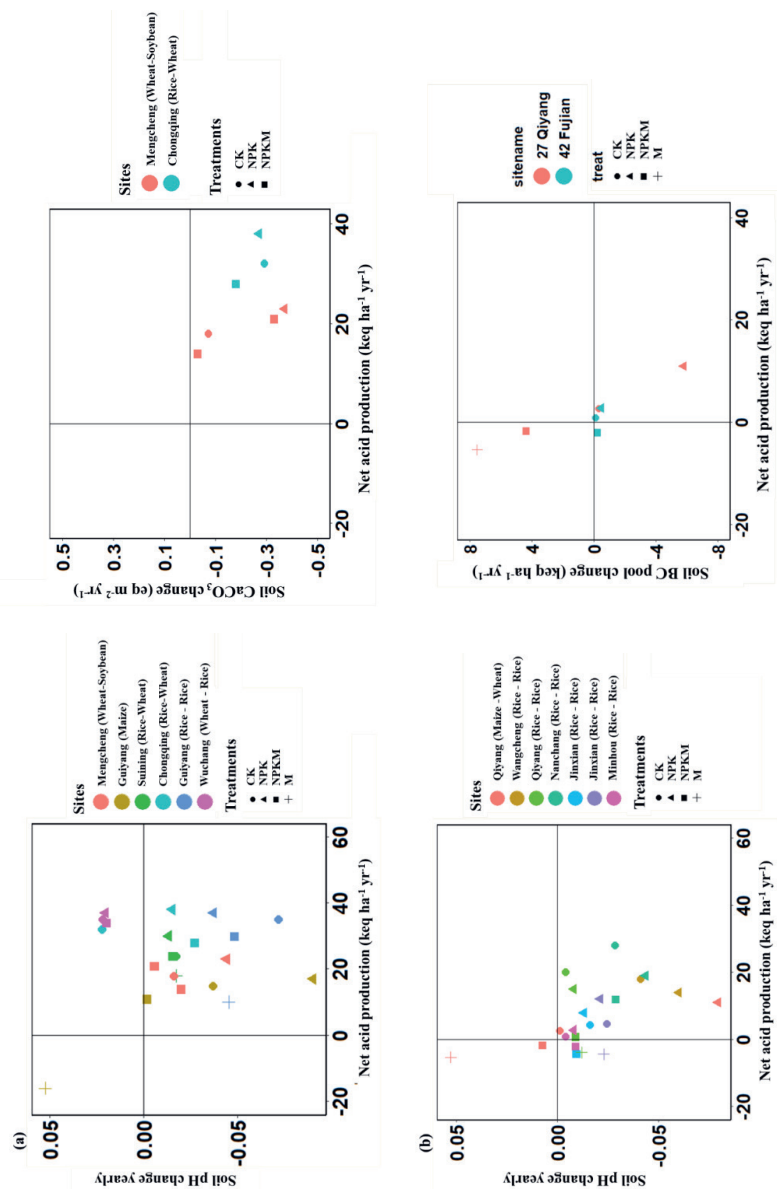 (a)
Soil pH change yearly
0.05
0.00
-0.05
-20
0
20
40
60
Net acid production (keq ha⁻¹ yr⁻¹)
Sites
Mengcheng (Wheat-Soybean)
Guiyang (Maize)
Suining (Rice-Wheat)
Chongqing (Rice-Wheat)
Guiyang (Rice - Rice)
Wuchang (Wheat - Rice)
Treatments
CK
NPK
NPKM
M
Soil CaCO₃ change (eq m⁻² yr⁻¹)
0.5
0.3
0.1
-0.1
-0.3
-0.5
-20
0
20
40
Net acid production (keq ha⁻¹ yr⁻¹)
Sites
Mengcheng (Wheat-Soybean)
Chongqing (Rice-Wheat)
Treatments
CK
NPK
NPKM
(b)
Soil pH change yearly
0.05
0.00
-0.05
-20
0
20
40
60
Net acid production (keq ha⁻¹ yr⁻¹)
Sites
Qiyang (Maize -Wheat)
Wangcheng (Rice - Rice)
Qiyang (Rice - Rice)
Nanchang (Rice - Rice)
Jinxian (Rice - Rice)
Jinxian (Rice - Rice)
Minhou (Rice - Rice)
Treatments
CK
NPK
NPKM
M
Soil BC pool change (keq ha⁻¹ yr⁻¹)
8
4
0
-4
-8
-20
0
20
40
Net acid production (keq ha⁻¹ yr⁻¹)
sitename
27 Qiyang
42 Fujian
treat
CK
NPK
NPKM
M